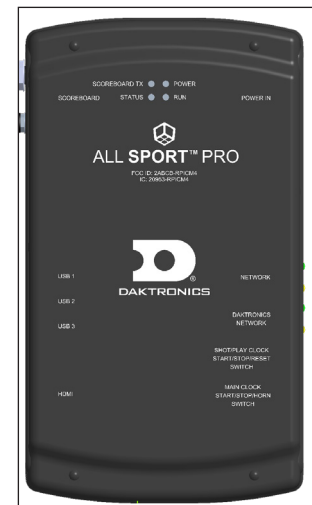 SCOREBOARD TX POWER
SCOREBOARD STATUS RUN POWER IN
ALL SPORT™ PRO
FCC ID: 2ABCB-RPICM4
IC: 20953-RPICM4
USB 1 NETWORK
DAKTRONICS®
USB 2
DAKTRONICS
NETWORK
USB 3
SHOT/PLAY CLOCK
START/STOP/RESET
SWITCH
HDMI
MAIN CLOCK
START/STOP/HORN
SWITCH